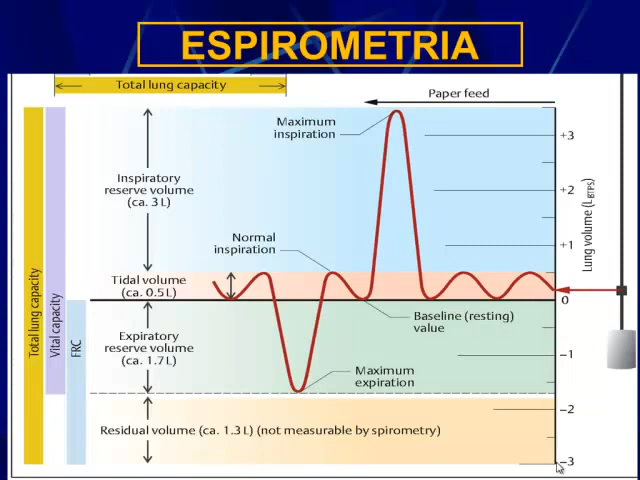 ESPIROMETRIA
Total lung capacity
Paper feed
Maximum
inspiration
+3
Inspiratory
reserve volume
(ca. 3 L)
+2
Lung volume (L BTPS)
Normal
inspiration
+1
Tidal volume
(ca. 0.5 L)
0
Total lung capacity
Vital capacity
FRC
Baseline (resting)
value
Expiratory
reserve volume
(ca. 1.7 L)
−1
Maximum
expiration
−2
Residual volume (ca. 1.3 L) (not measurable by spirometry)
−3